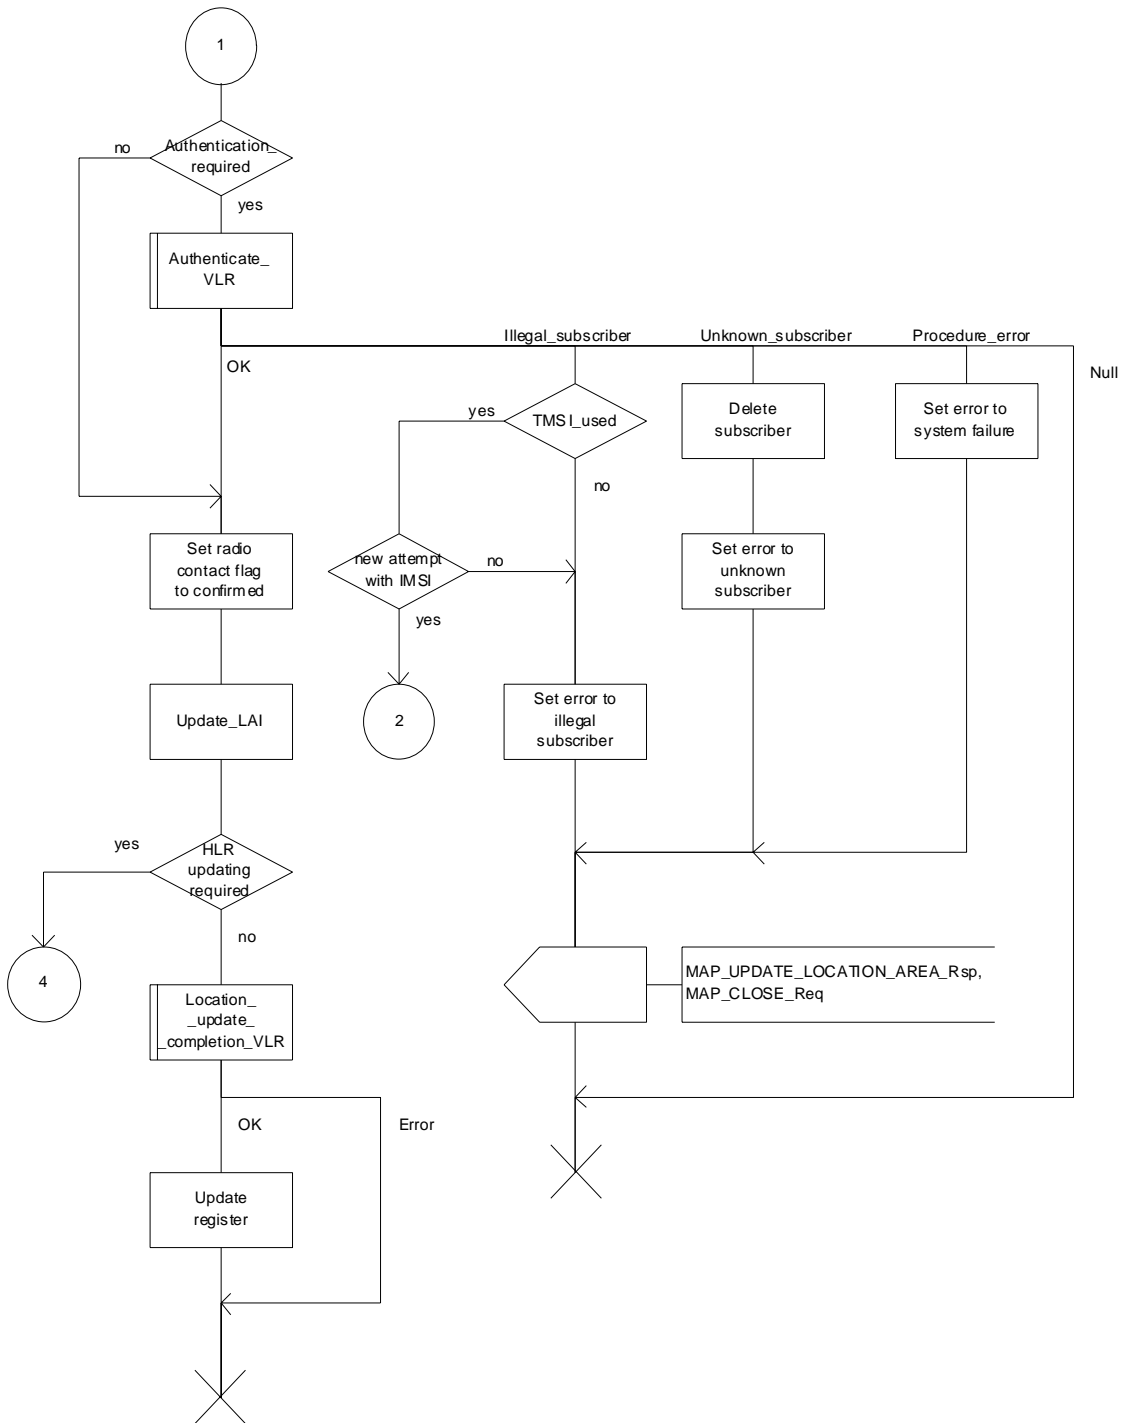 1
no
Authentication_
required
yes
Authenticate_
VLR
Illegal_subscriber
Unknown_subscriber
Procedure_error
OK
Null
yes
TMSI_used
Delete
subscriber
Set error to
system failure
no
Set radio
contact flag
to confirmed
new attempt
with IMSI
no
Set error to
unknown
subscriber
yes
Update_LAI
2
Set error to
illegal
subscriber
yes
HLR
updating
required
no
4
MAP_UPDATE_LOCATION_AREA_Rsp,
MAP_CLOSE_Req
Location_
_update_
_completion_VLR
OK
Error
Update
register